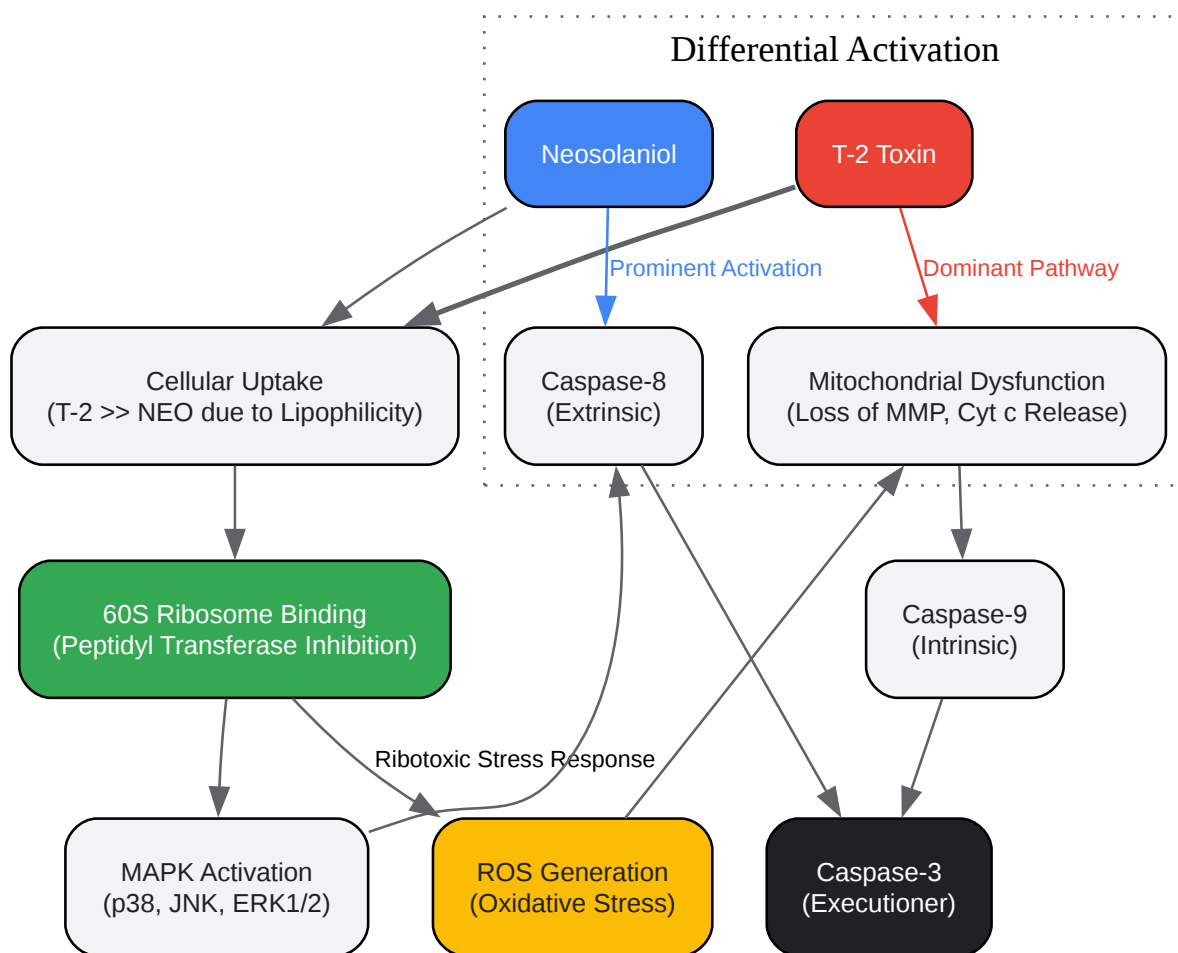 Differential Activation
Neosolaniol
T-2 Toxin
Prominent Activation
Dominant Pathway
Cellular Uptake
(T-2 >> NEO due to Lipophilicity)
Caspase-8
(Extrinsic)
Mitochondrial Dysfunction
(Loss of MMP, Cyt c Release)
60S Ribosome Binding
(Peptidyl Transferase Inhibition)
Caspase-9
(Intrinsic)
Ribotoxic Stress Response
MAPK Activation
(p38, JNK, ERK1/2)
ROS Generation
(Oxidative Stress)
Caspase-3
(Executioner)